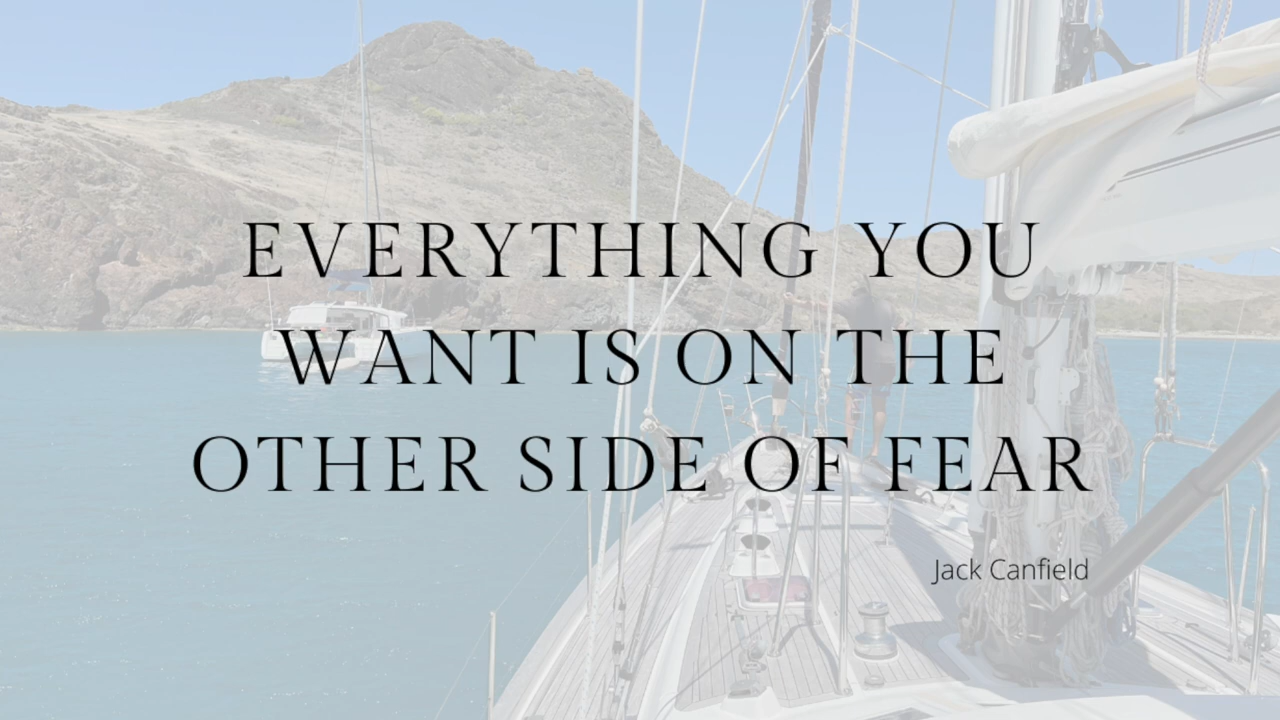 EVERYTHING YOU
WANT IS ON THE
OTHER SIDE OF FEAR
Jack Canfield